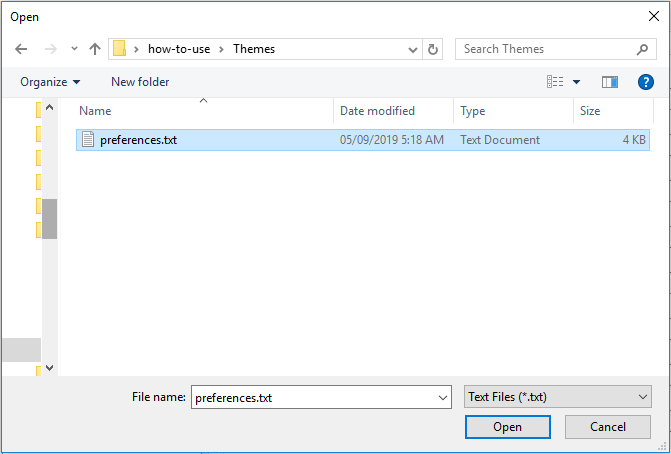 Open
how-to-use Themes
Search Themes
Organize New folder
?
Name Date modified Type Size
preferences.txt 05/09/2019 5:18 AM Text Document 4 KB
File name: preferences.txt Text Files (*.txt)
Open Cancel